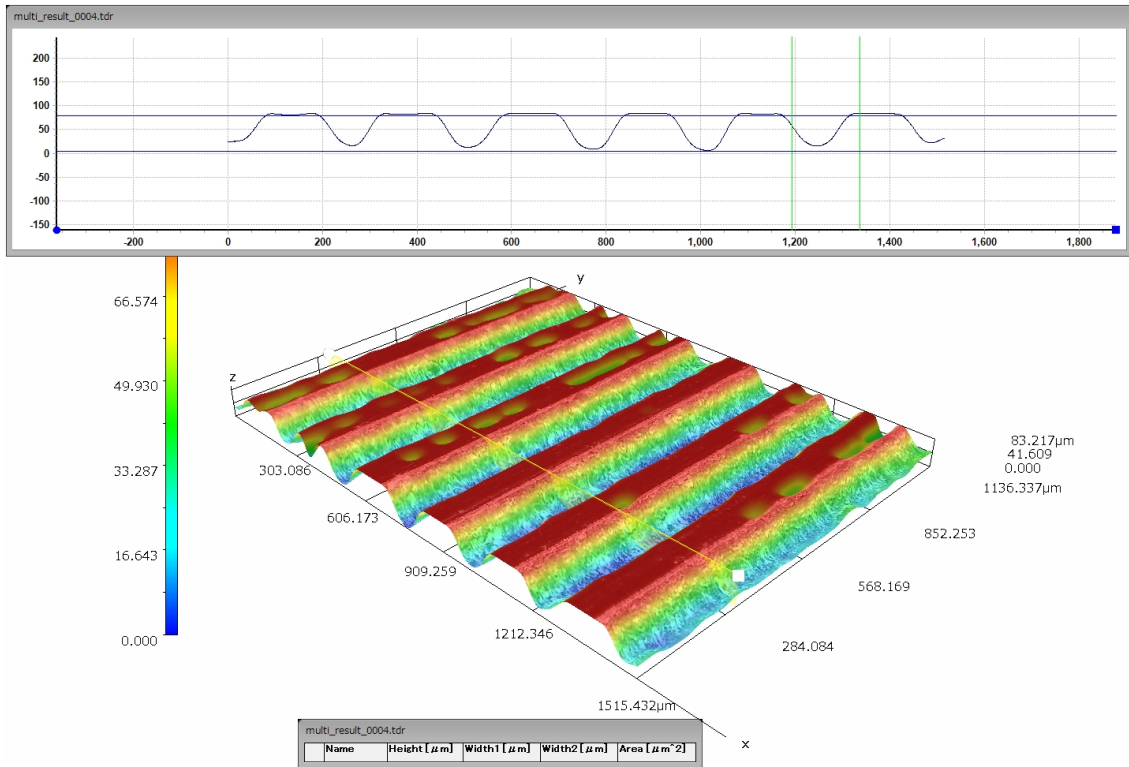 multi_result_0004.tdr
200
150
100
50
0
-50
-100
-150
-200 0 200 400 600 800 1,000 1,200 1,400 1,600 1,800
66.574
49.930
33.287
16.643
0.000
y
z
303.086
606.173
909.259
1212.346
1515.432μm
x
83.217μm
41.609
0.000
1136.337μm
852.253
568.169
284.084
multi_result_0004.tdr
Name Height [μm] Width1 [μm] Width2 [μm] Area [μm^2]